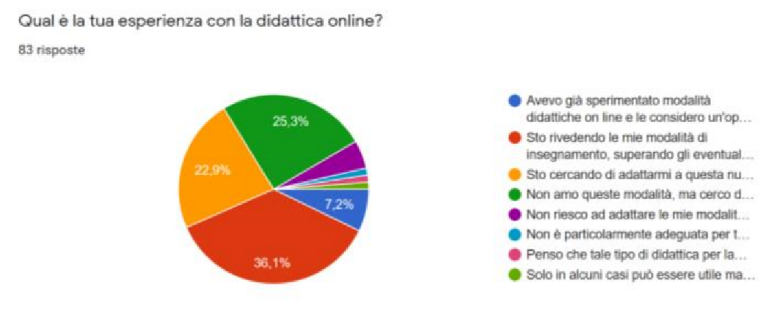 Qual è la tua esperienza con la didattica online?
83 risposte
25,3%
22,9%
7,2%
36,1%
Avevo già sperimentato modalità
didattiche on line e le considero un'op...
Sto rivedendo le mie modalità di
insegnamento, superando gli eventual...
Sto cercando di adattarmi a questa nu...
Non amo queste modalità, ma cerco d...
Non riesco ad adattare le mie modalit...
Non è particolarmente adeguata per t...
Penso che tale tipo di didattica per la...
Solo in alcuni casi può essere utile ma...